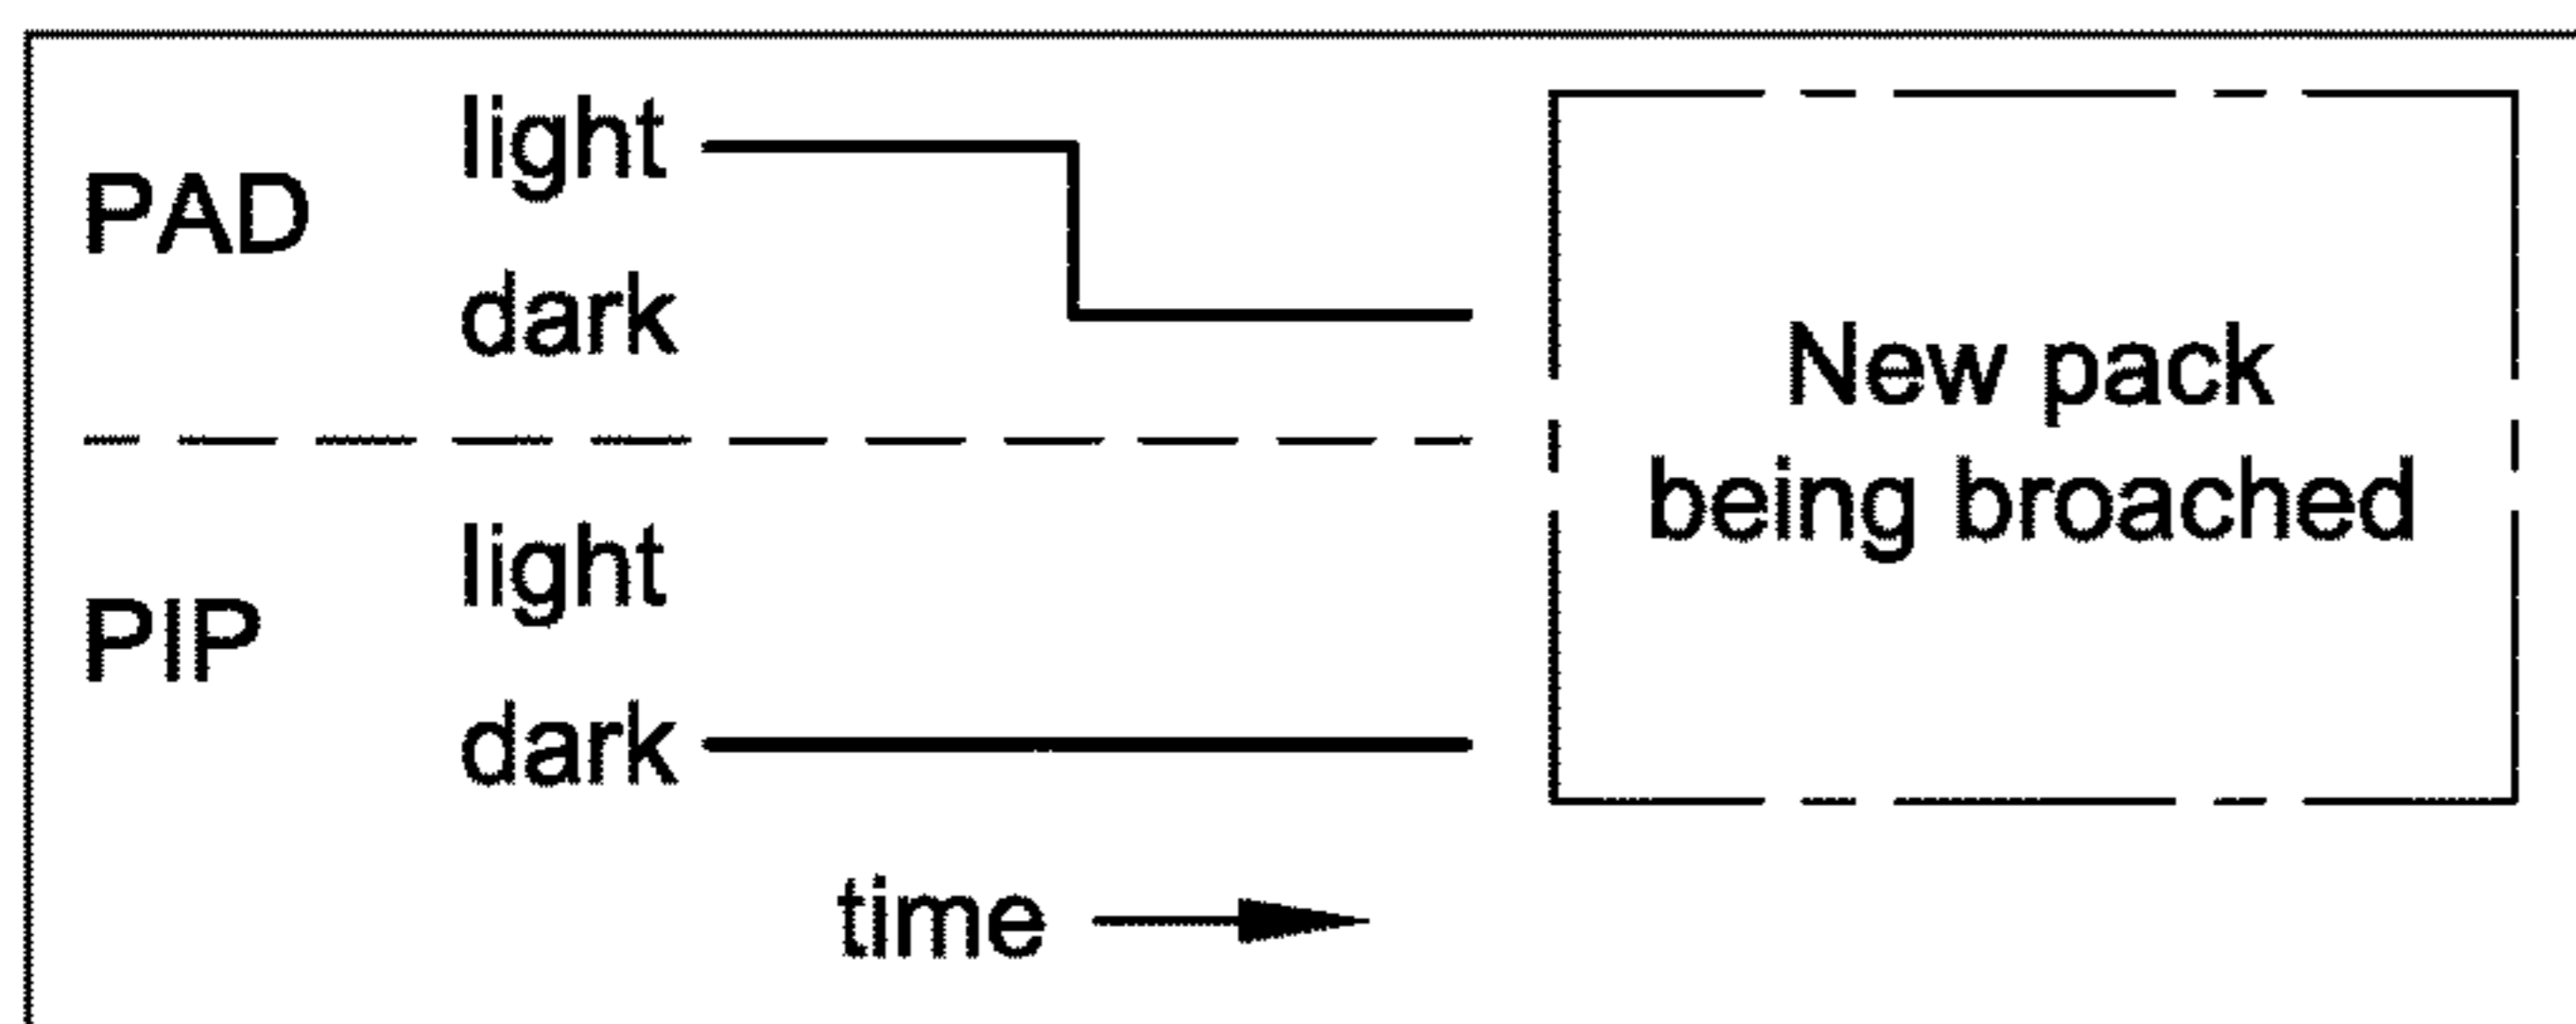 PAD
light
dark
PIP
light
dark
time
New pack
being broached